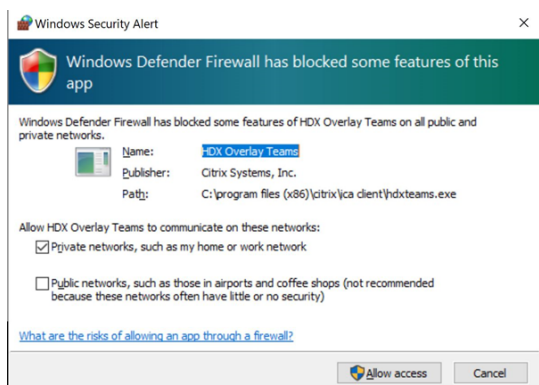 Windows Security Alert
Windows Defender Firewall has blocked some features of this
app
Windows Defender Firewall has blocked some features of HDX Overlay Teams on all public and
private networks.
Name: HDX Overlay Teams
Publisher: Citrix Systems, Inc.
Path: C:\program files (x86)\citrix\ica client\hdxteams.exe
Allow HDX Overlay Teams to communicate on these networks:
Private networks, such as my home or work network
Public networks, such as those in airports and coffee shops (not recommended
because these networks often have little or no security)
What are the risks of allowing an app through a firewall?
Allow access Cancel